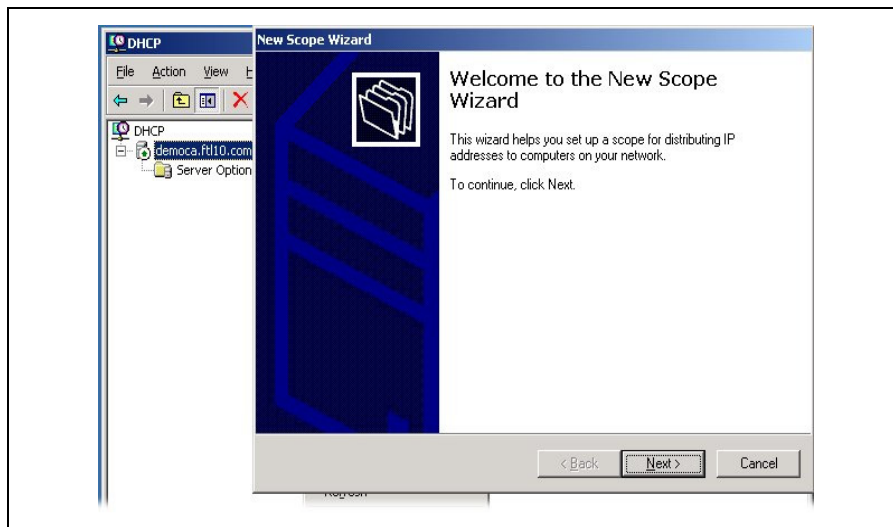 DHCP
File Action View
DHCP
democa.ftl10.com
Server Option
New Scope Wizard
Welcome to the New Scope
Wizard
This wizard helps you set up a scope for distributing IP
addresses to computers on your network.
To continue, click Next.
< Back Next > Cancel